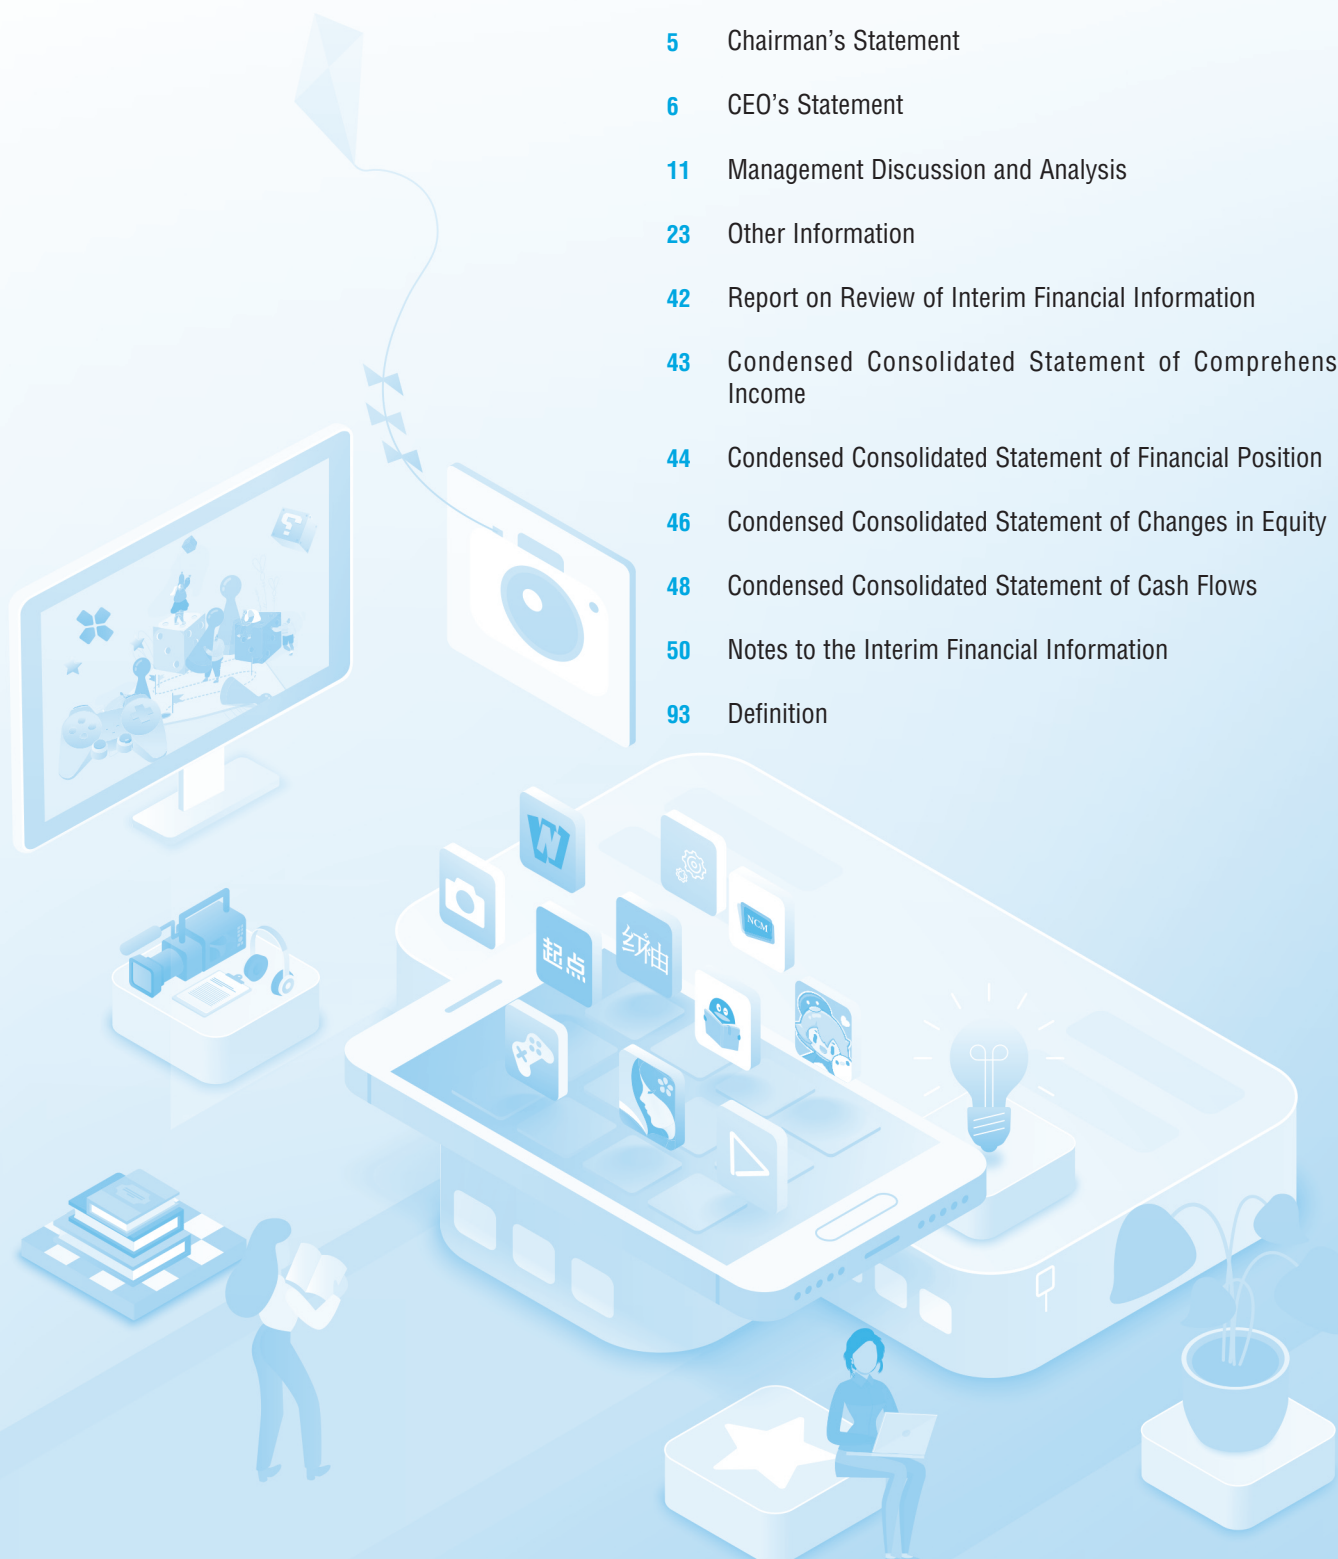 5 Chairman’s Statement
6 CEO’s Statement
11 Management Discussion and Analysis
23 Other Information
42 Report on Review of Interim Financial Information
43 Condensed Consolidated Statement of Comprehens
Income
44 Condensed Consolidated Statement of Financial Position
46 Condensed Consolidated Statement of Changes in Equity
48 Condensed Consolidated Statement of Cash Flows
50 Notes to the Interim Financial Information
93 Definition
?
W
NCM
起点
红袖